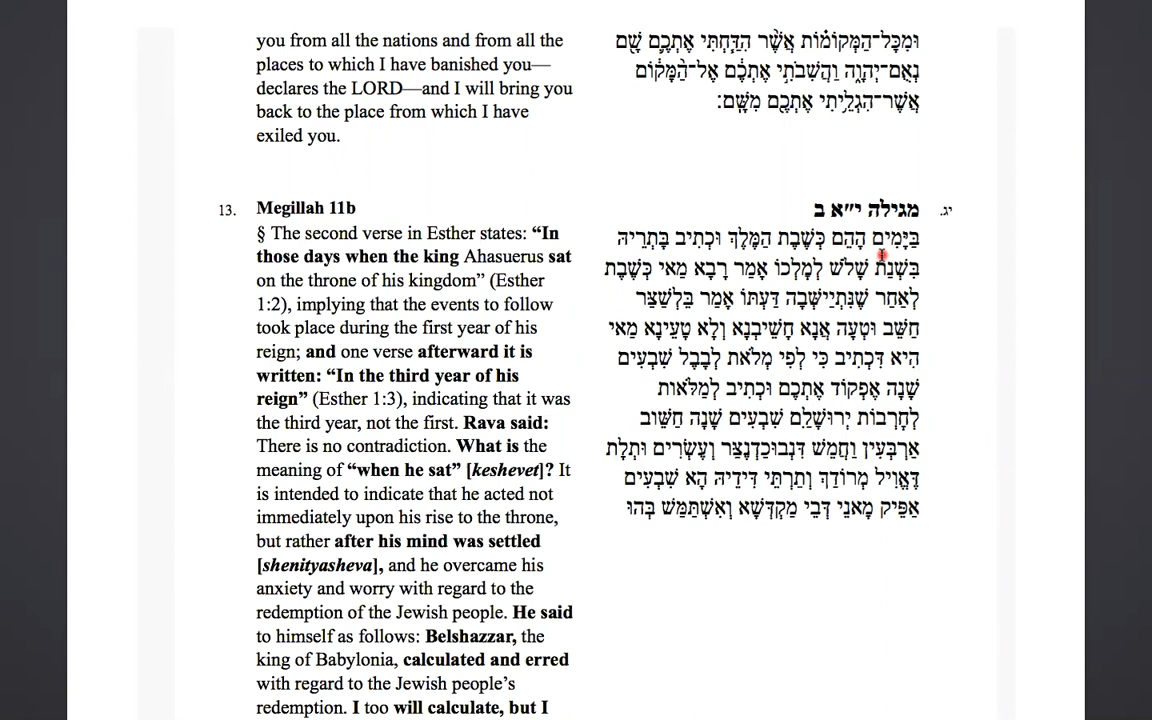 you from all the nations and from all the
places to which I have banished you—
declares the LORD—and I will bring you
back to the place from which I have
exiled you.
וּמִכָּל־הַמְּקוֹמ֗וֹת אֲשֶׁ֨ר הִדַּ֧חְתִּי אֶתְכֶ֛ם שָׁ֖ם
נְאֻם־יְהוָ֑ה וַהֲשִׁבֹתִ֣י אֶתְכֶ֔ם אֶל־הַ֨מָּק֔וֹם
אֲשֶׁר־הִגְלֵ֥יתִי אֶתְכֶ֖ם מִשָּֽׁם׃
13. Megillah 11b
§ The second verse in Esther states: “In
those days when the king Ahasuerus sat
on the throne of his kingdom” (Esther
1:2), implying that the events to follow
took place during the first year of his
reign; and one verse afterward it is
written: “In the third year of his
reign” (Esther 1:3), indicating that it was
the third year, not the first. Rava said:
There is no contradiction. What is the
meaning of “when he sat” [keshevet]? It
is intended to indicate that he acted not
immediately upon his rise to the throne,
but rather after his mind was settled
[shenityasheva], and he overcame his
anxiety and worry with regard to the
redemption of the Jewish people. He said
to himself as follows: Belshazzar, the
king of Babylonia, calculated and erred
with regard to the Jewish people’s
redemption. I too will calculate, but I
יג. מגילה י״א ב
בַּיָּמִים הָהֵם כְּשֶׁבֶת הַמֶּלֶךְ וּכְתִיב בָּתְרֵיהּ
בִּשְׁנַת שָׁלֹשׁ לְמָלְכוֹ אָמַר רָבָא מַאי כְּשֶׁבֶת
לְאַחַר שֶׁנִּתְיַישְּׁבָה דַּעְתּוֹ אָמַר בֵּלְשַׁצַּר
חַשֵּׁב וּטְעָה אֲנָא חָשֵׁיבְנָא וְלָא טָעֵינָא מַאי
הִיא דִּכְתִיב כִּי לְפִי מְלֹאת לְבָבֶל שִׁבְעִים
שָׁנָה אֶפְקוֹד אֶתְכֶם וּכְתִיב לְמַלֹּאות
לְחָרְבוֹת יְרוּשָׁלִַם שִׁבְעִים שָׁנָה חַשֵּׁוב
אַרְבְּעִין וַחֲמֵשׁ דִּנְבוּכַדְנֶצַּר וְעֶשְׂרִים וּתְלָת
דֶּאֱוִיל מְרוֹדַךְ וְתַרְתֵּי דִּידֵיהּ הָא שִׁבְעִים
אַפֵּיק מָאנֵי דְּבֵי מַקְדְּשָׁא וְאִשְׁתַּמַּשׁ בְּהוּ